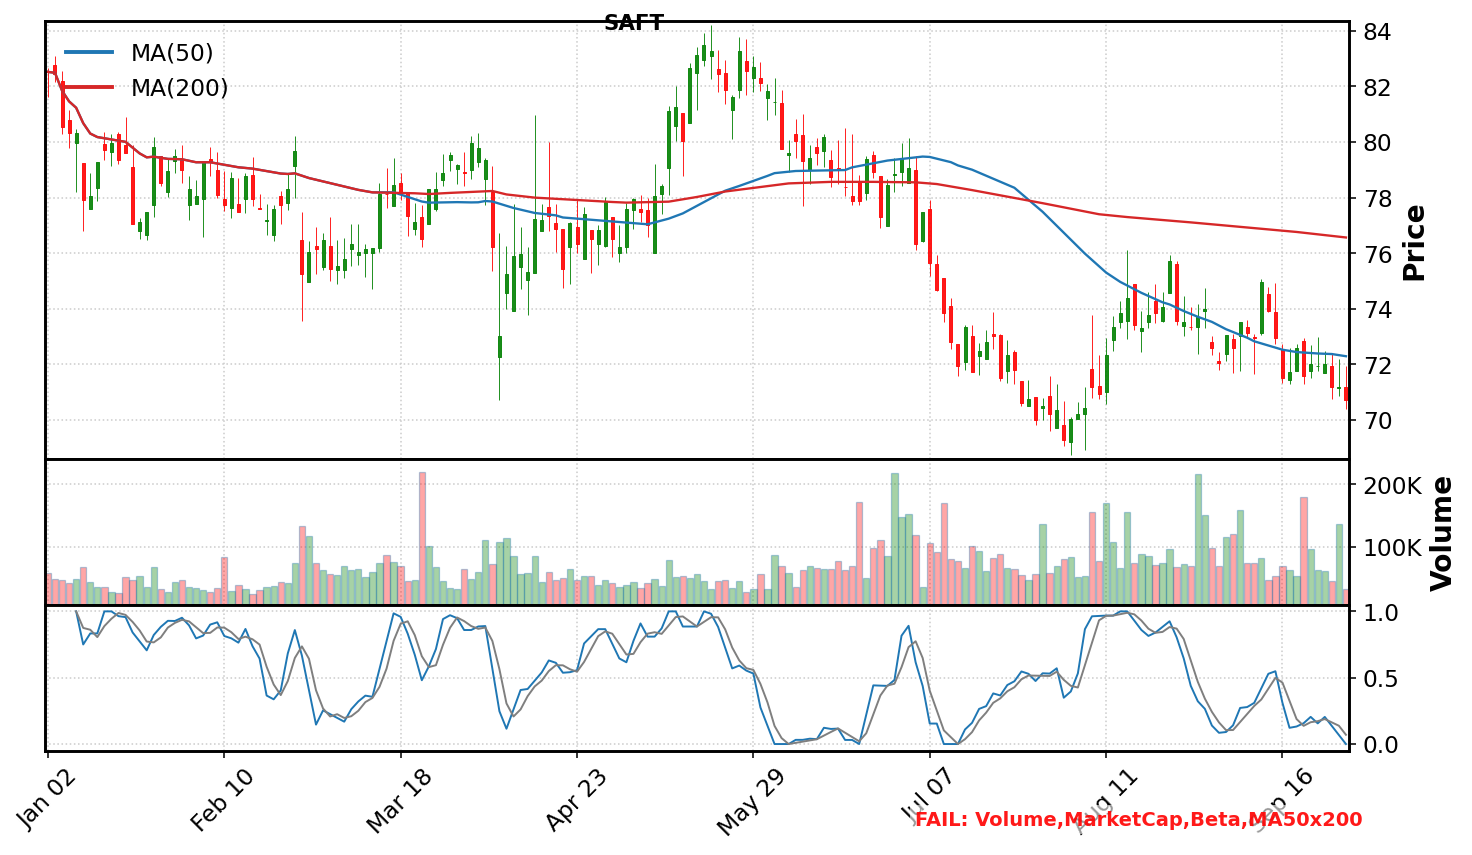 SAFT
MA(50)
MA(200)
84
82
80
78
76
74
72
70
Price
200K
100K
Volume
1.0
0.5
0.0
Jan 02
Feb 10
Mar 18
Apr 23
May 29
Jul 07
Aug 11
Sep 16
FAIL: Volume,MarketCap,Beta,MA50x200